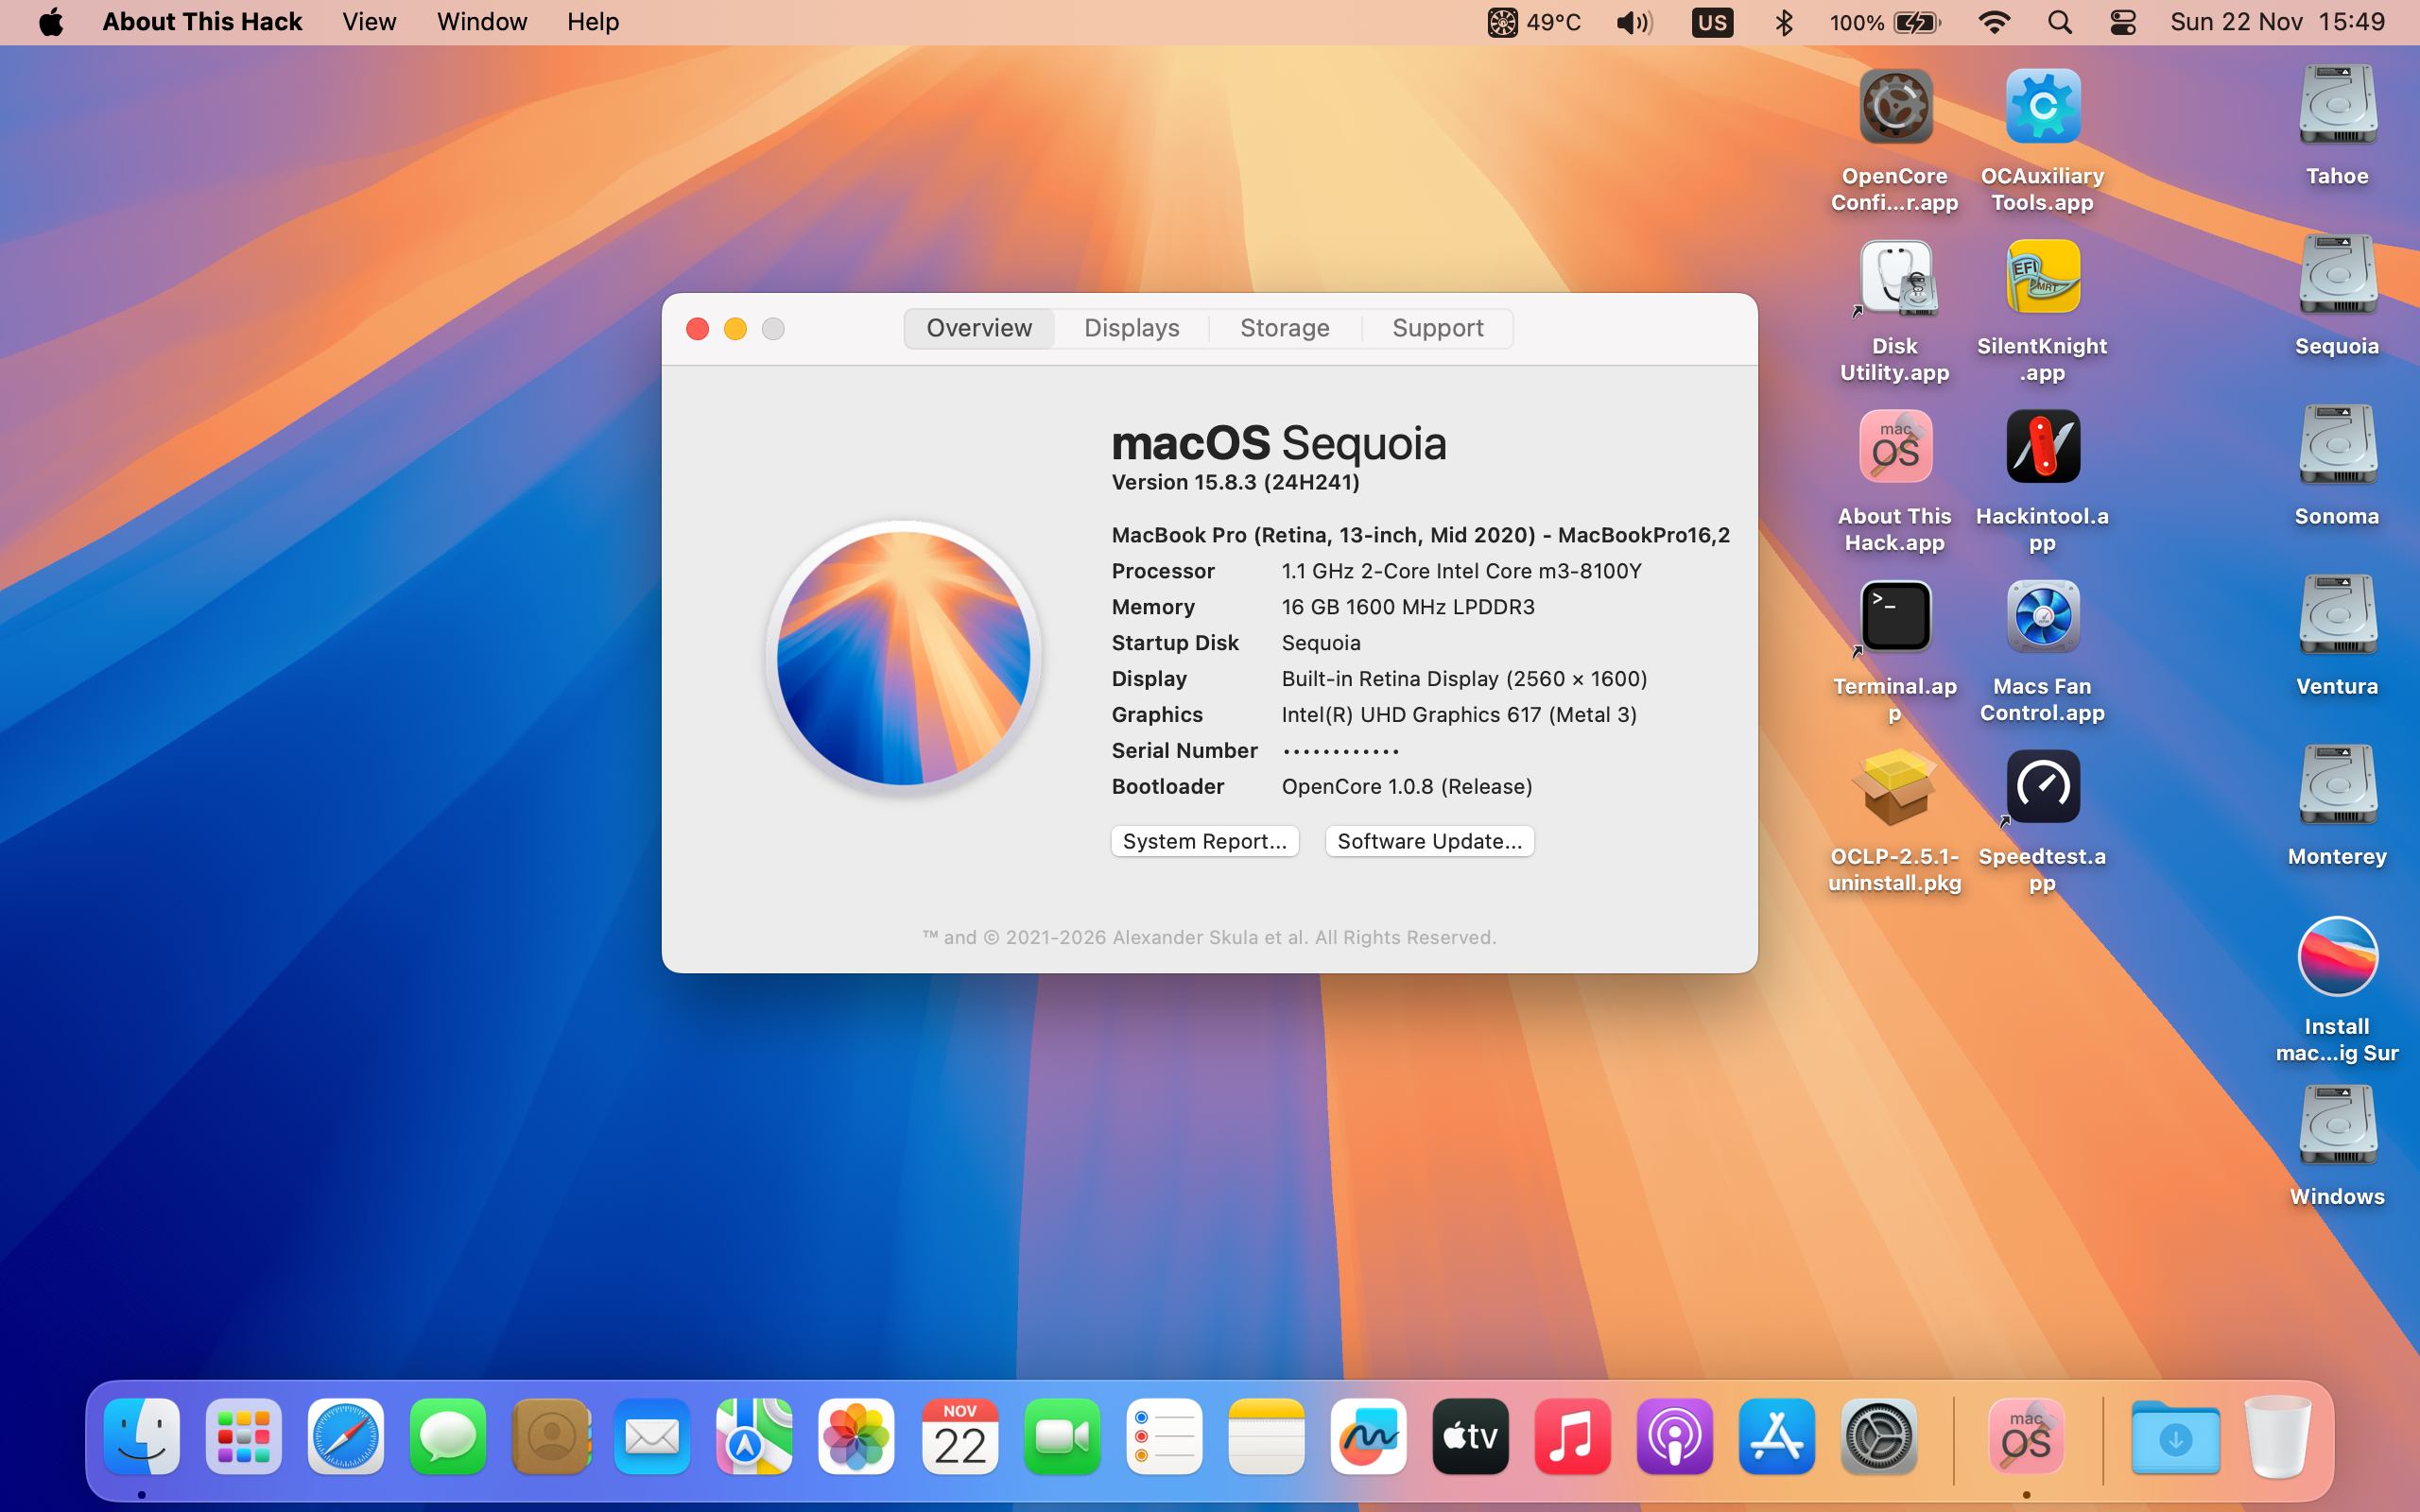 About This Hack View Window Help 49°C US 100% Sun 22 Nov 15:49
OpenCore
Confi...r.app
OCAuxiliary
Tools.app
Tahoe
Disk
Utility.app
SilentKnight
.app
Sequoia
About This
Hack.app
Hackintool.a
pp
Sonoma
Terminal.ap
p
Macs Fan
Control.app
Ventura
OCLP-2.5.1-
uninstall.pkg
Speedtest.a
pp
Monterey
Install
mac...ig Sur
Windows
Overview Displays Storage Support
macOS Sequoia
Version 15.8.3 (24H241)
MacBook Pro (Retina, 13-inch, Mid 2020) - MacBookPro16,2
Processor 1.1 GHz 2-Core Intel Core m3-8100Y
Memory 16 GB 1600 MHz LPDDR3
Startup Disk Sequoia
Display Built-in Retina Display (2560 × 1600)
Graphics Intel(R) UHD Graphics 617 (Metal 3)
Serial Number ••••••••••••
Bootloader OpenCore 1.0.8 (Release)
System Report... Software Update...
™ and © 2021-2026 Alexander Skula et al. All Rights Reserved.
EFI
MRT
mac
OS
>_
NOV
22
tv
mac
OS